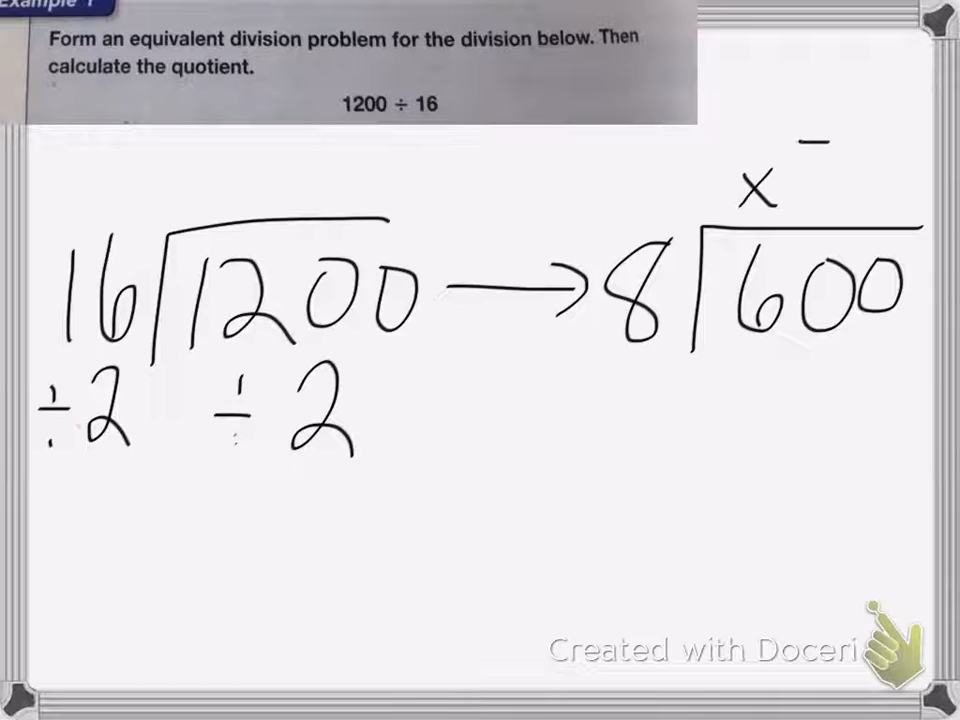 Example 1
Form an equivalent division problem for the division below. Then
calculate the quotient.
1200 ÷ 16
x –
16)1200 → 8)600
÷2 ÷2
Created with Doceri